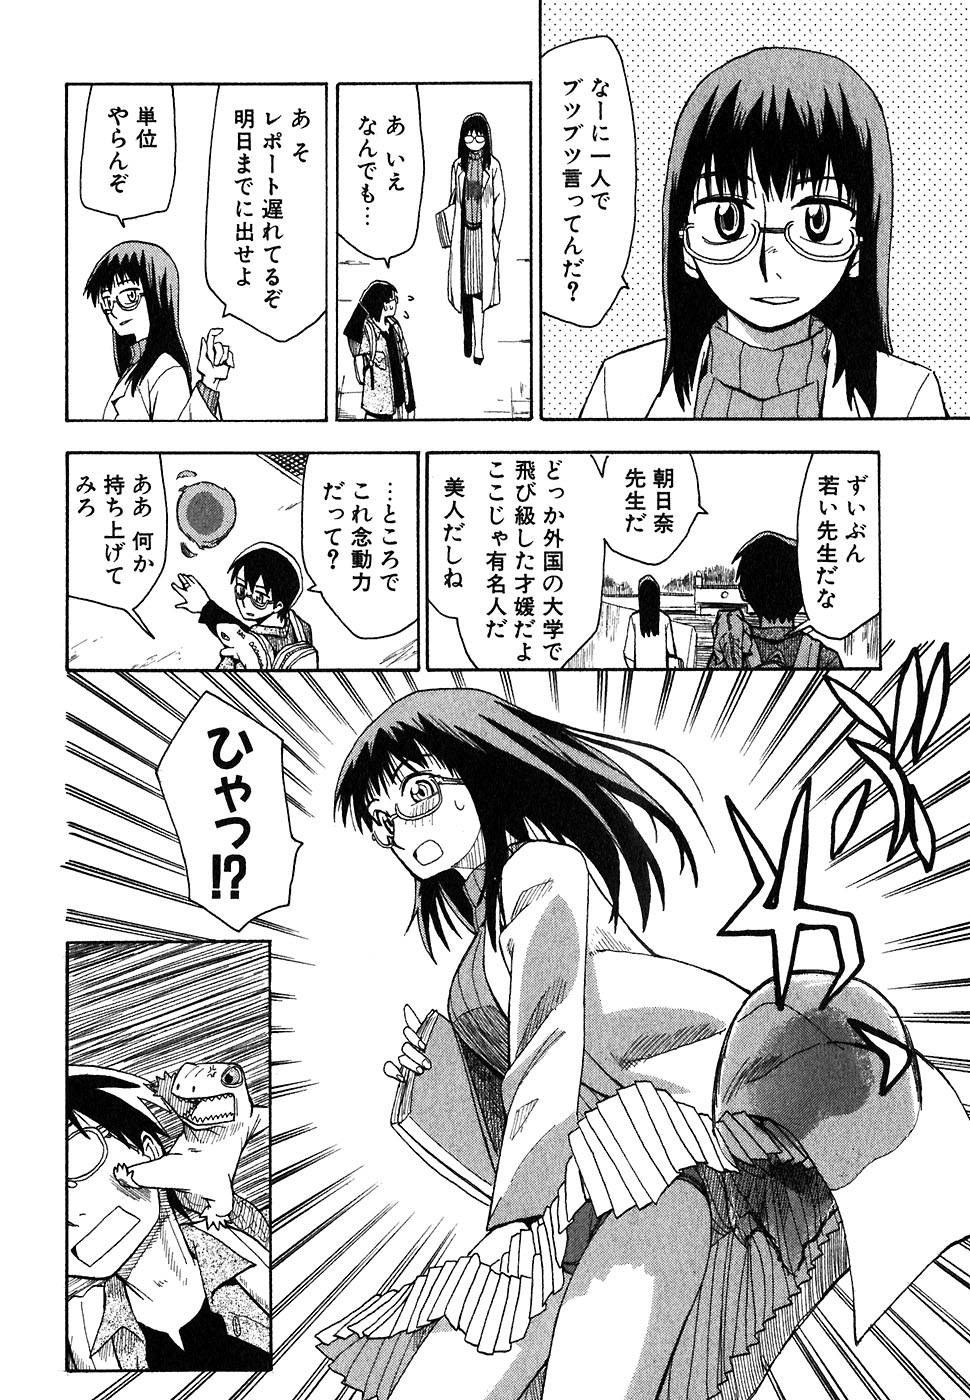 なーに一人で
ブツブツ言ってんだ?
あ いえ
なんでも…
あ そ
レポート遅れてるぞ
明日までに出せよ
単位
やらんぞ
ずいぶん
若い先生だな
朝日奈
先生だ
どっか外国の大学で
飛び級した才媛だよ
ここじゃ有名人だ
美人だしね
…ところで
これ念動力
だって?
ああ 何か
持ち上げて
みろ
ひゃっ!?